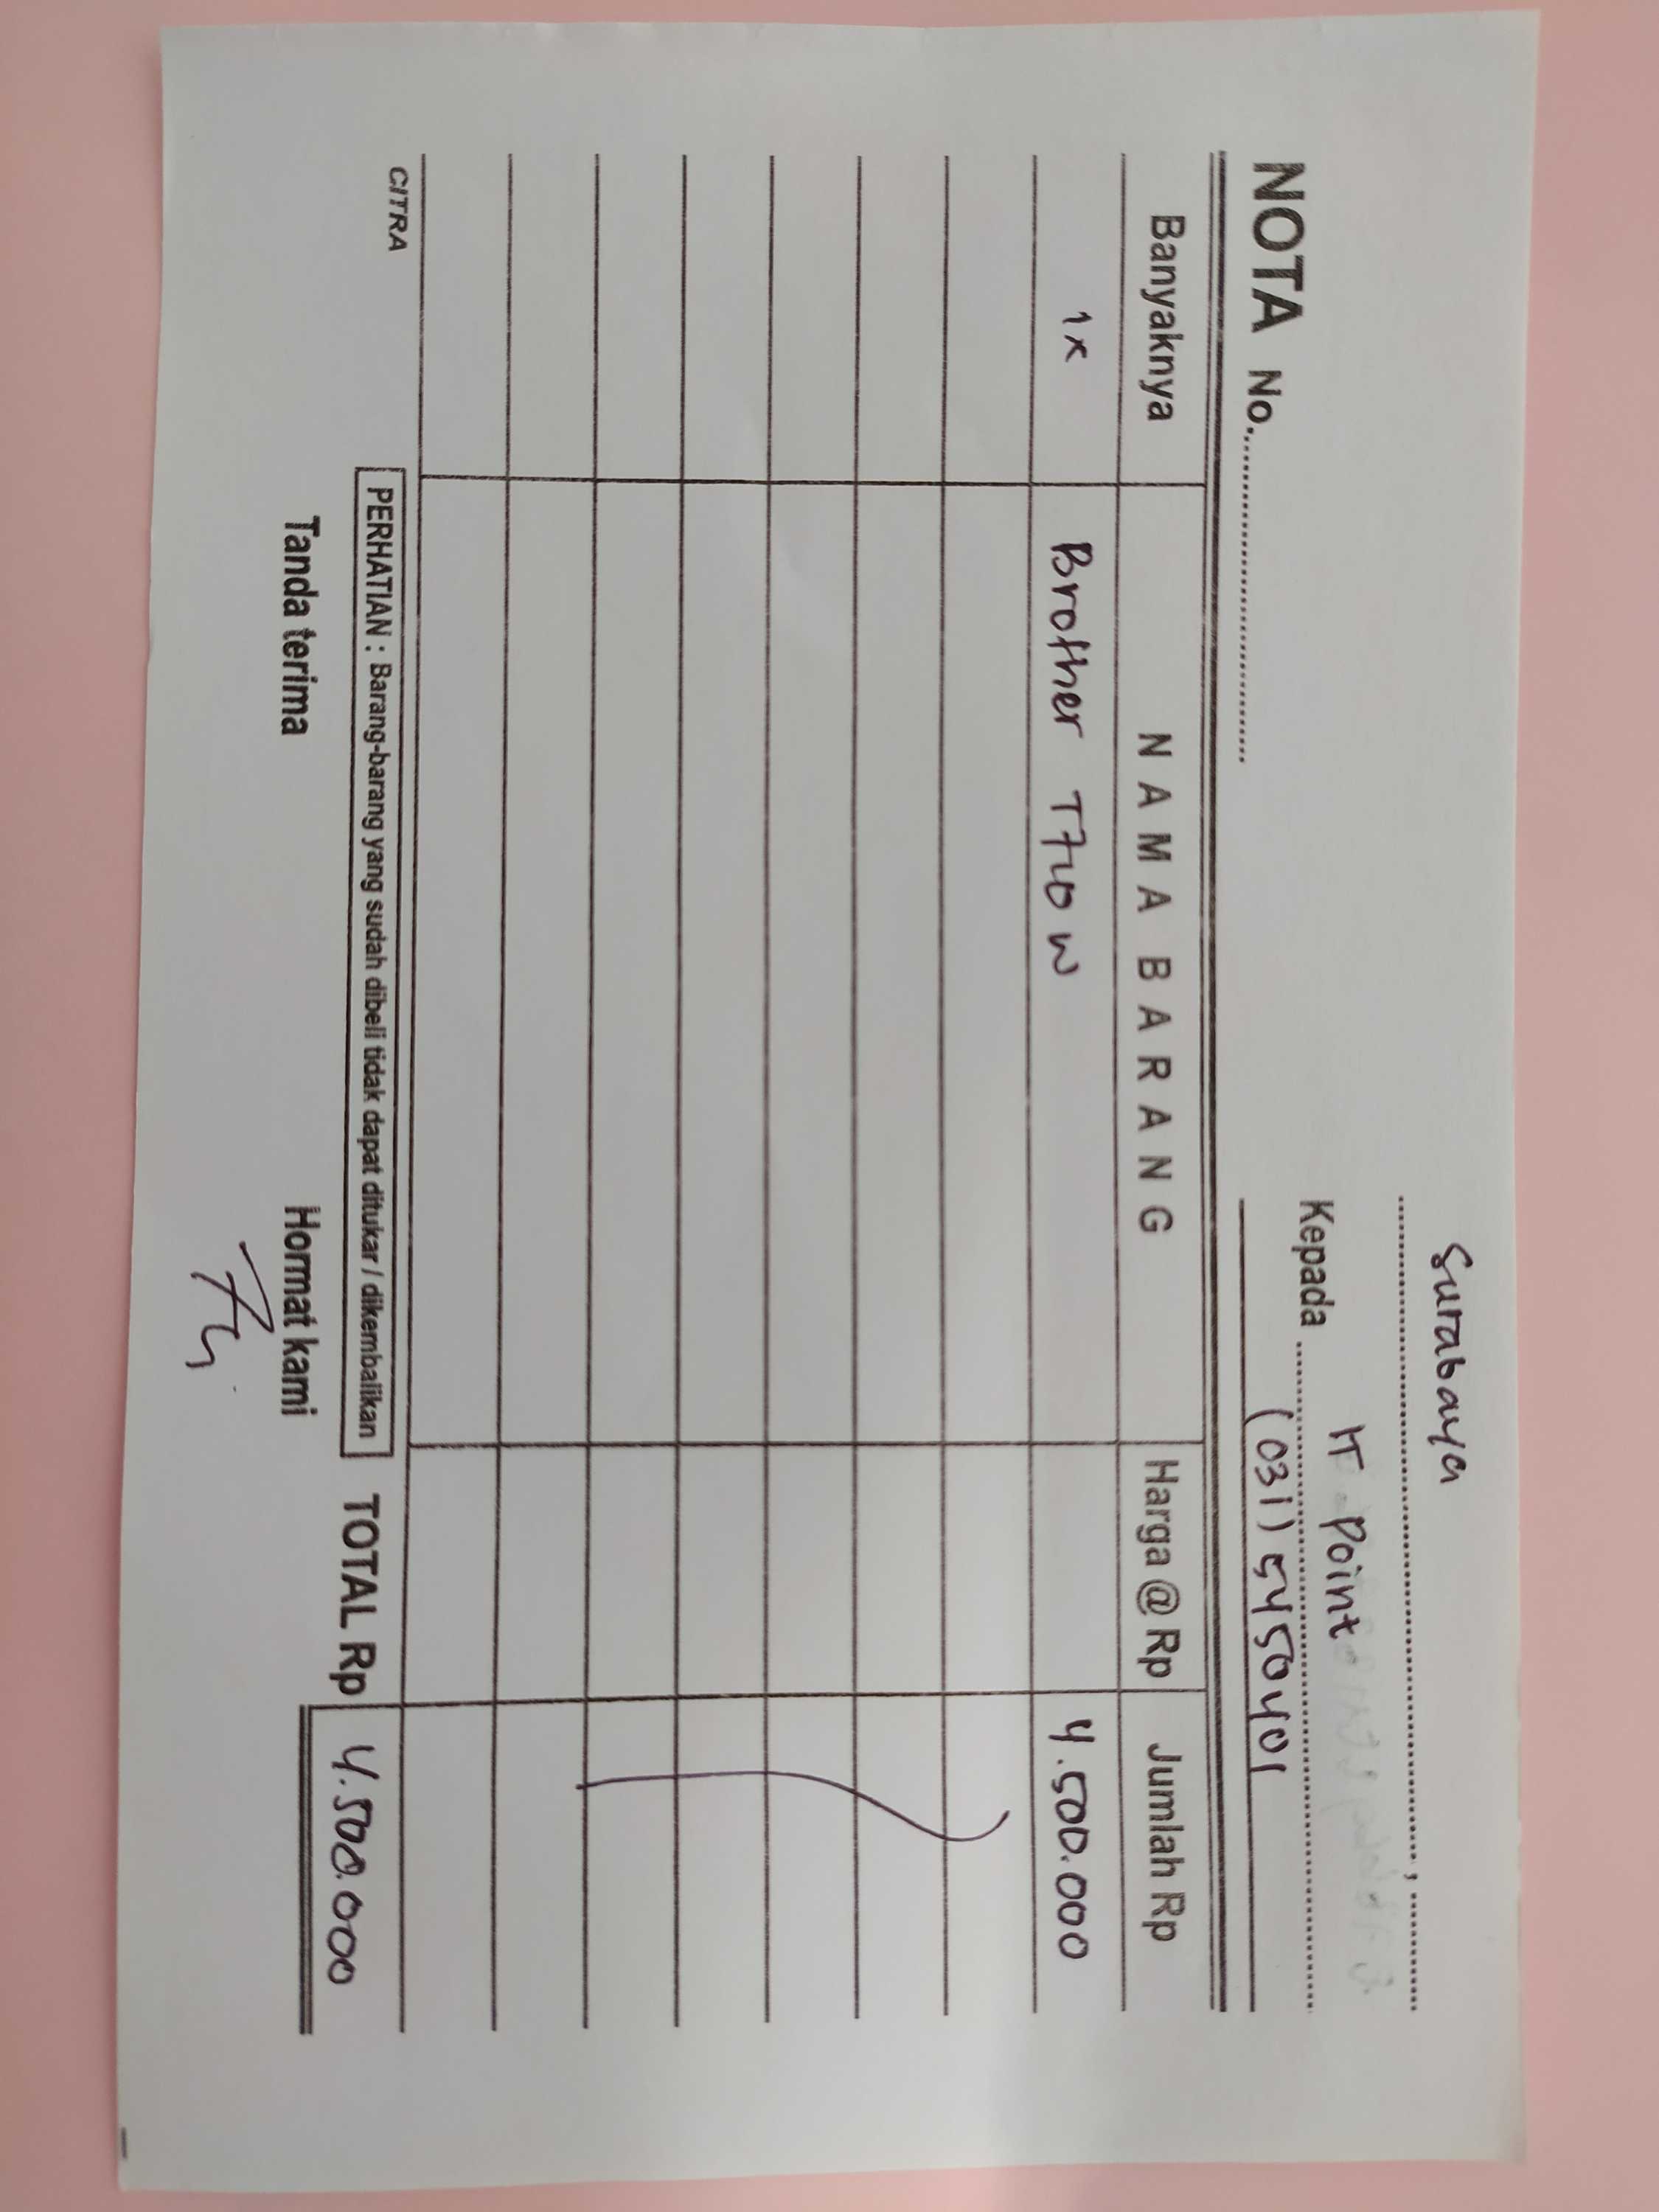 Surabaya
..............................,..........
Kepada .......... IT Point ..........
(031) 5450401
NOTA No. ..............................
Banyaknya NAMA BARANG Harga @ Rp Jumlah Rp
1x Brother T710 W 4.500.000
PERHATIAN : Barang-barang yang sudah dibeli tidak dapat ditukar / dikembalikan TOTAL Rp 4.500.000
CITRA
Tanda terima Hormat kami